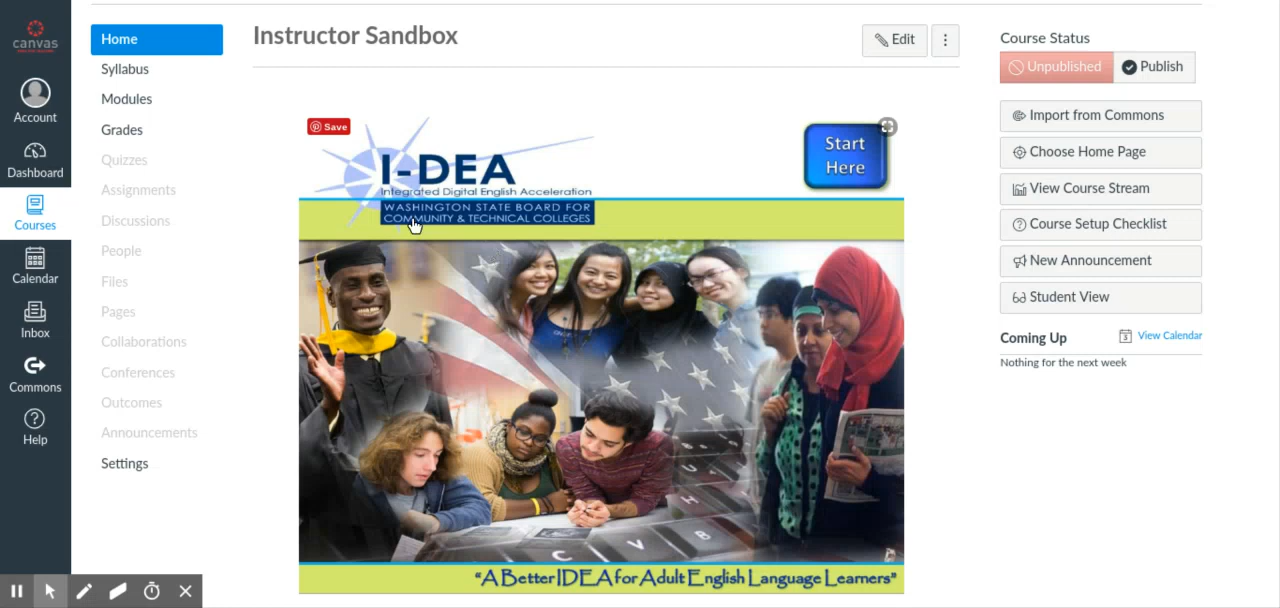 canvas
Account
Dashboard
Courses
Calendar
Inbox
Commons
Help
Home
Syllabus
Modules
Grades
Quizzes
Assignments
Discussions
People
Files
Pages
Collaborations
Conferences
Outcomes
Announcements
Settings
Instructor Sandbox
Edit
Save
I-DEA
Integrated Digital English Acceleration
WASHINGTON STATE BOARD FOR
COMMUNITY & TECHNICAL COLLEGES
Start
Here
C V B
"A Better IDEA for Adult English Language Learners"
Course Status
Unpublished
Publish
Import from Commons
Choose Home Page
View Course Stream
Course Setup Checklist
New Announcement
Student View
Coming Up
3 View Calendar
Nothing for the next week